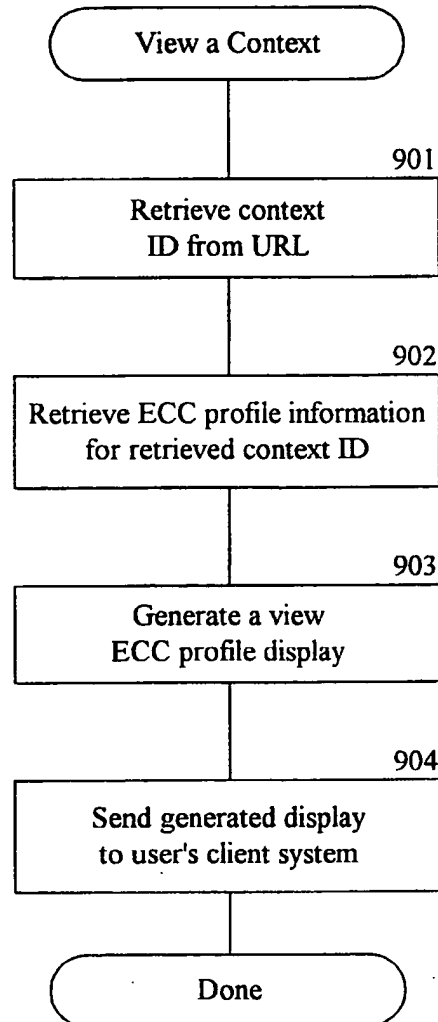 View a Context
901
Retrieve context
ID from URL
902
Retrieve ECC profile information
for retrieved context ID
903
Generate a view
ECC profile display
904
Send generated display
to user's client system
Done